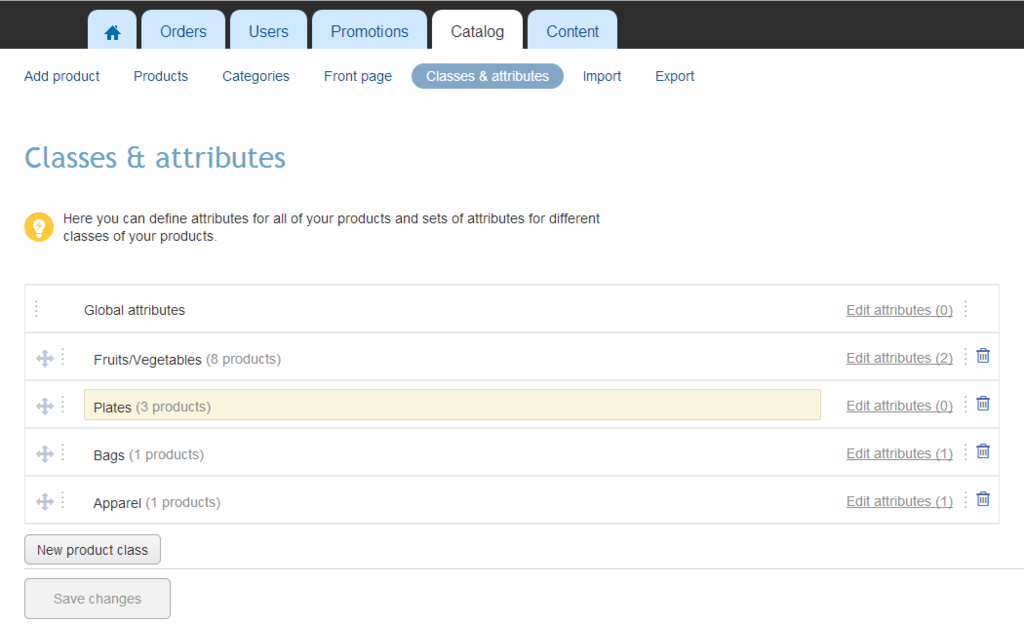 Orders Users Promotions Catalog Content
Add product Products Categories Front page Classes & attributes Import Export
Classes & attributes
Here you can define attributes for all of your products and sets of attributes for different
classes of your products.
Global attributes Edit attributes (0)
Fruits/Vegetables (8 products) Edit attributes (2)
Plates (3 products) Edit attributes (0)
Bags (1 products) Edit attributes (1)
Apparel (1 products) Edit attributes (1)
New product class
Save changes